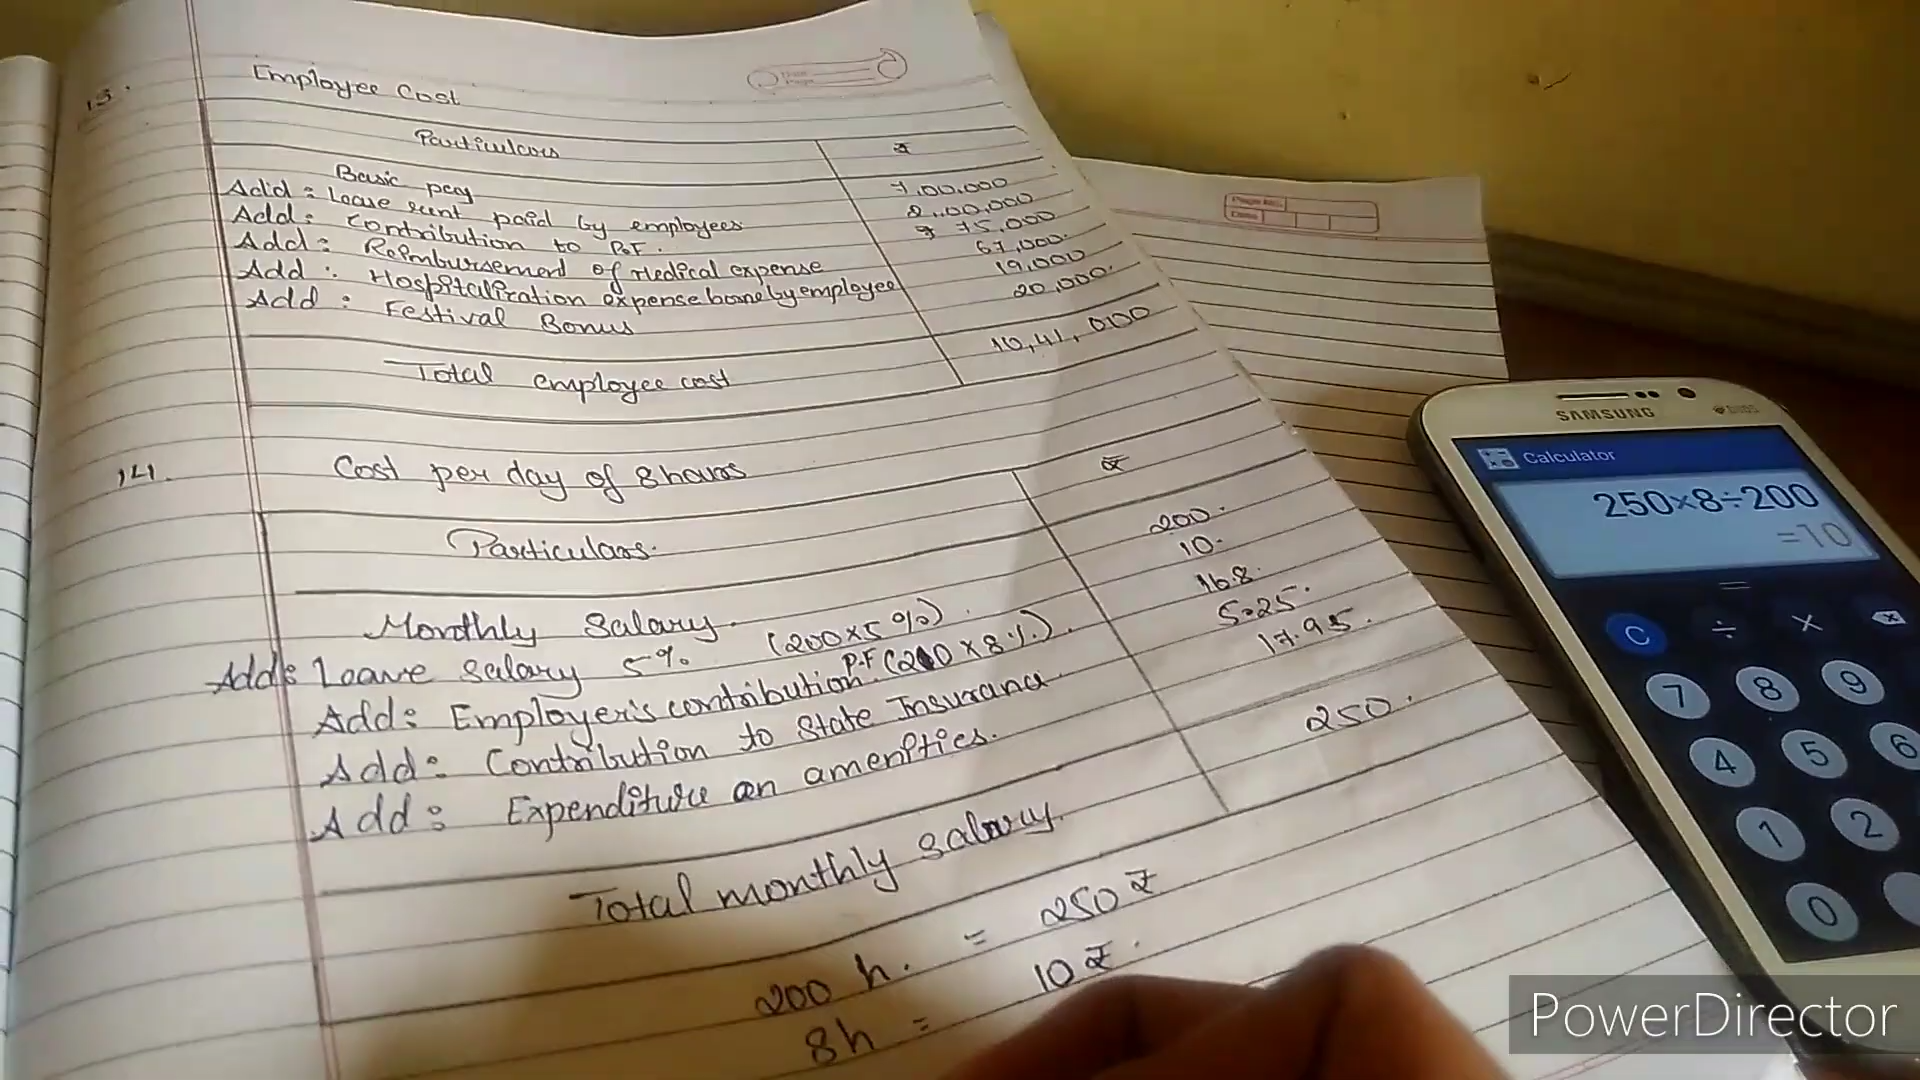 13.
Employee Cost
Particulars
₹
Basic pay
7,00,000
Add: Lease rent paid by employees
2,00,000
Add: Contribution to P.F.
75,000
Add: Reimbursement of Medical expense
67,000.
Add: Hospitalization expense borne by employee
19,000
Add: Festival Bonus
20,000.
Total employee cost
10,41,000
14.
Cost per day of 8 hours
Particulars.
₹
Monthly Salary.
200.
Add: Leave Salary 5% (200×5%).
10.
Add: Employer's contribution P.F (210×8%).
16.8.
Add: Contribution to State Insurance
5.25.
Add: Expenditure on amenities.
17.95.
Total monthly salary.
250.
200 h. = 250 ₹
8h = 10 ₹.
SAMSUNG
DUOS
Calculator
250×8÷200
=10
C ÷ ×
7 8 9
4 5 6
1 2
0
PowerDirector